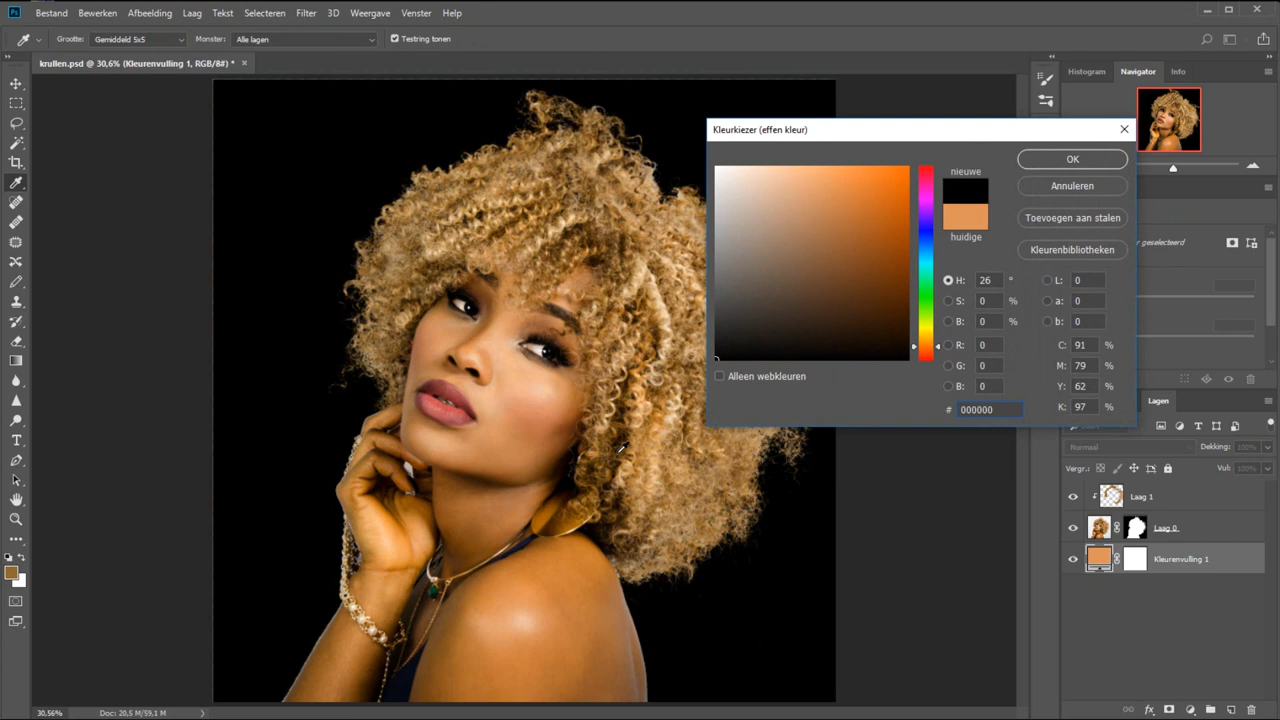 Ps Bestand Bewerken Afbeelding Laag Tekst Selecteren Filter 3D Weergave Venster Help
Grootte: Gemiddeld 5x5 Monster: Alle lagen Testring tonen
krullen.psd @ 30,6% (Kleurenvulling 1, RGB/8#) *
Histogram Navigator Info
Kleurkiezer (effen kleur)
OK
nieuwe
Annuleren
Toevoegen aan stalen
huidige
Kleurenbibliotheken
er geselecteerd
H: 26 ° L: 0
S: 0 % a: 0
B: 0 % b: 0
R: 0 C: 91 %
G: 0 M: 79 %
Alleen webkleuren
B: 0 Y: 62 %
# 000000 K: 97 %
Lagen
Normaal Dekking: 100%
Vergr.: Vul: 100%
Laag 1
Laag 0
Kleurenvulling 1
30,56% Doc: 20,5 M/59,1 M